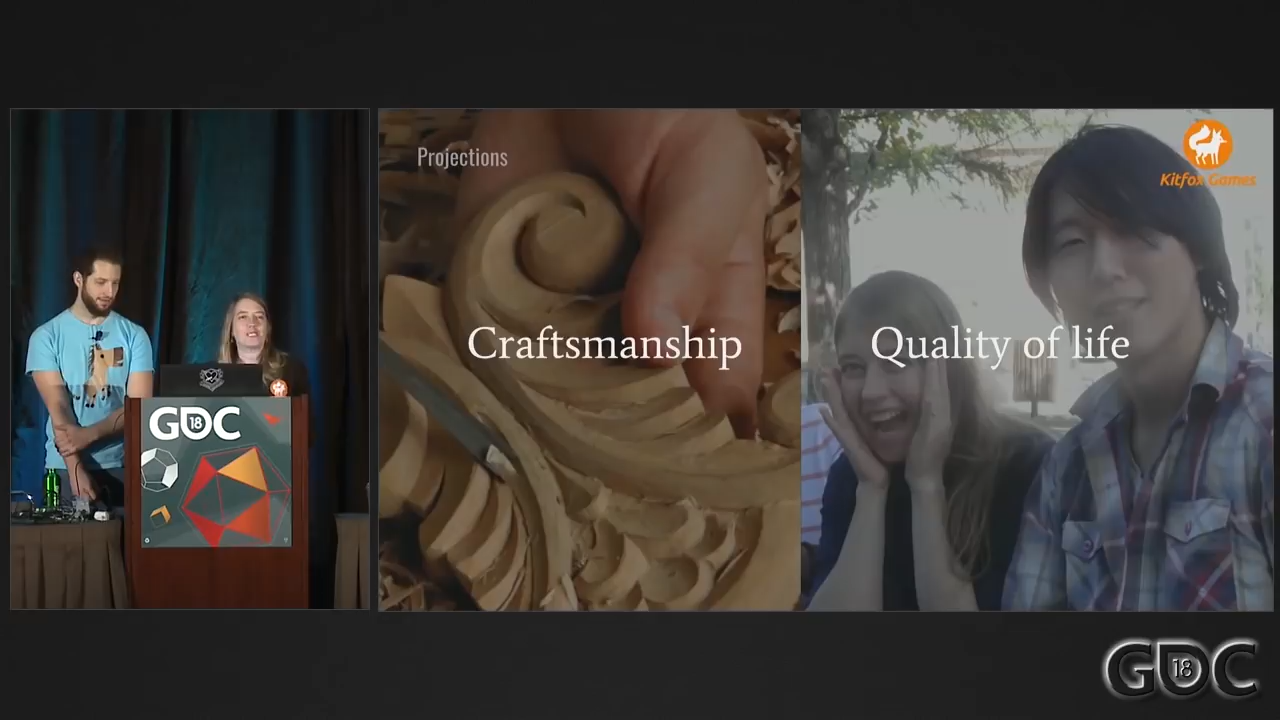 Projections
Kitfox Games
Craftsmanship
Quality of life
GDC
18
GDC
18